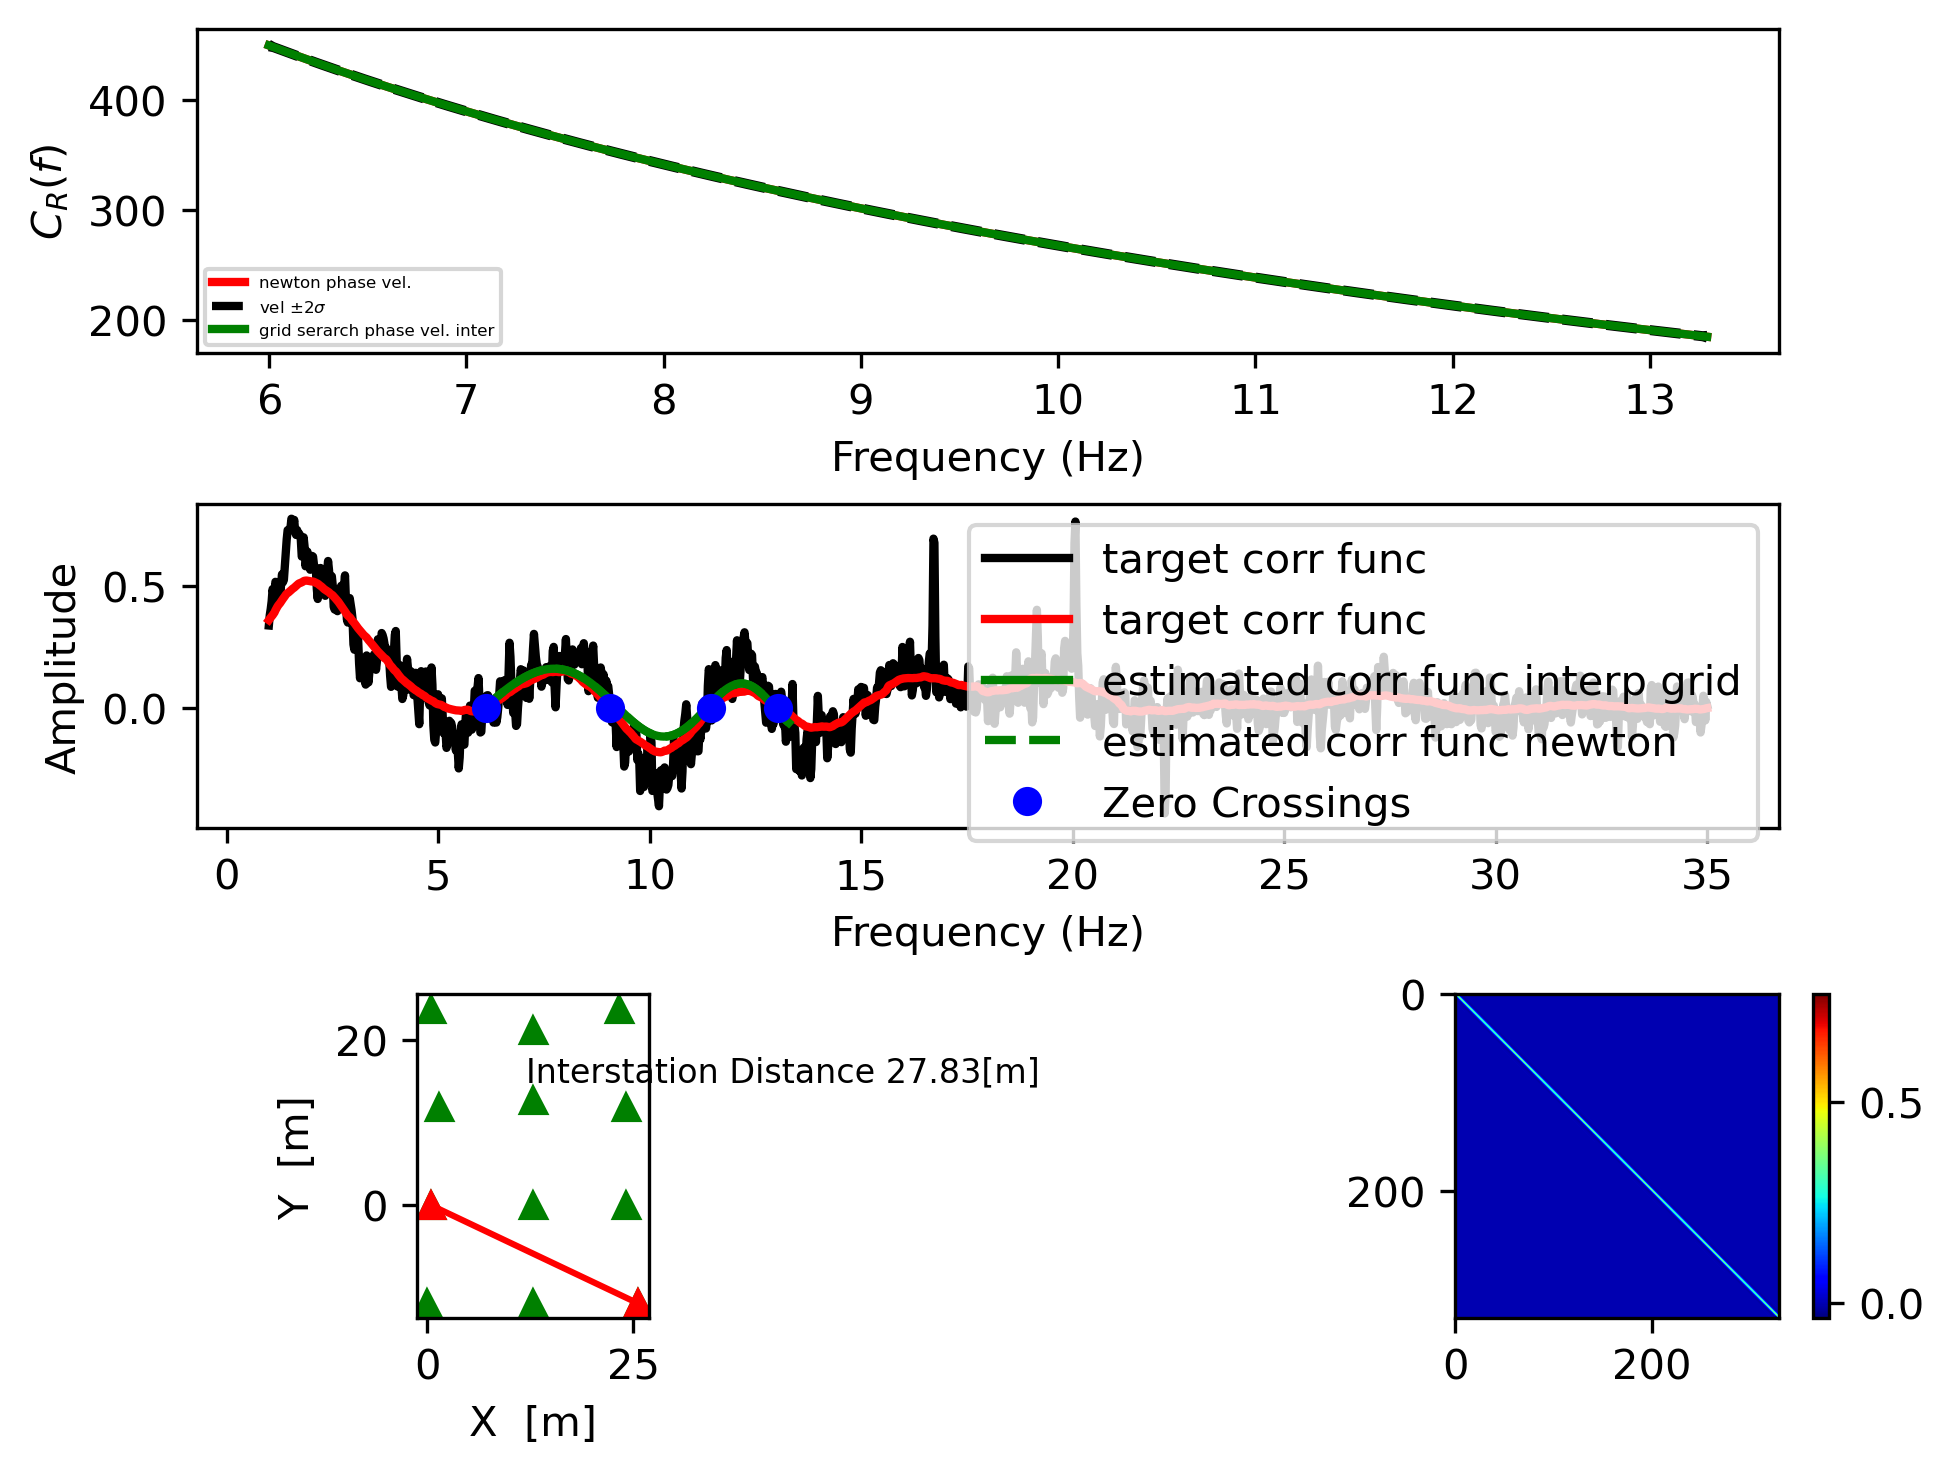 400
300
200
C_R(f)
newton phase vel.
vel ±2σ
grid serarch phase vel. inter
6 7 8 9 10 11 12 13
Frequency (Hz)
0.5
0.0
Amplitude
target corr func
target corr func
estimated corr func interp grid
estimated corr func newton
Zero Crossings
0 5 10 15 20 25 30 35
Frequency (Hz)
20
0
Y [m]
Interstation Distance 27.83[m]
0 25
X [m]
0
200
0 200
0.5
0.0